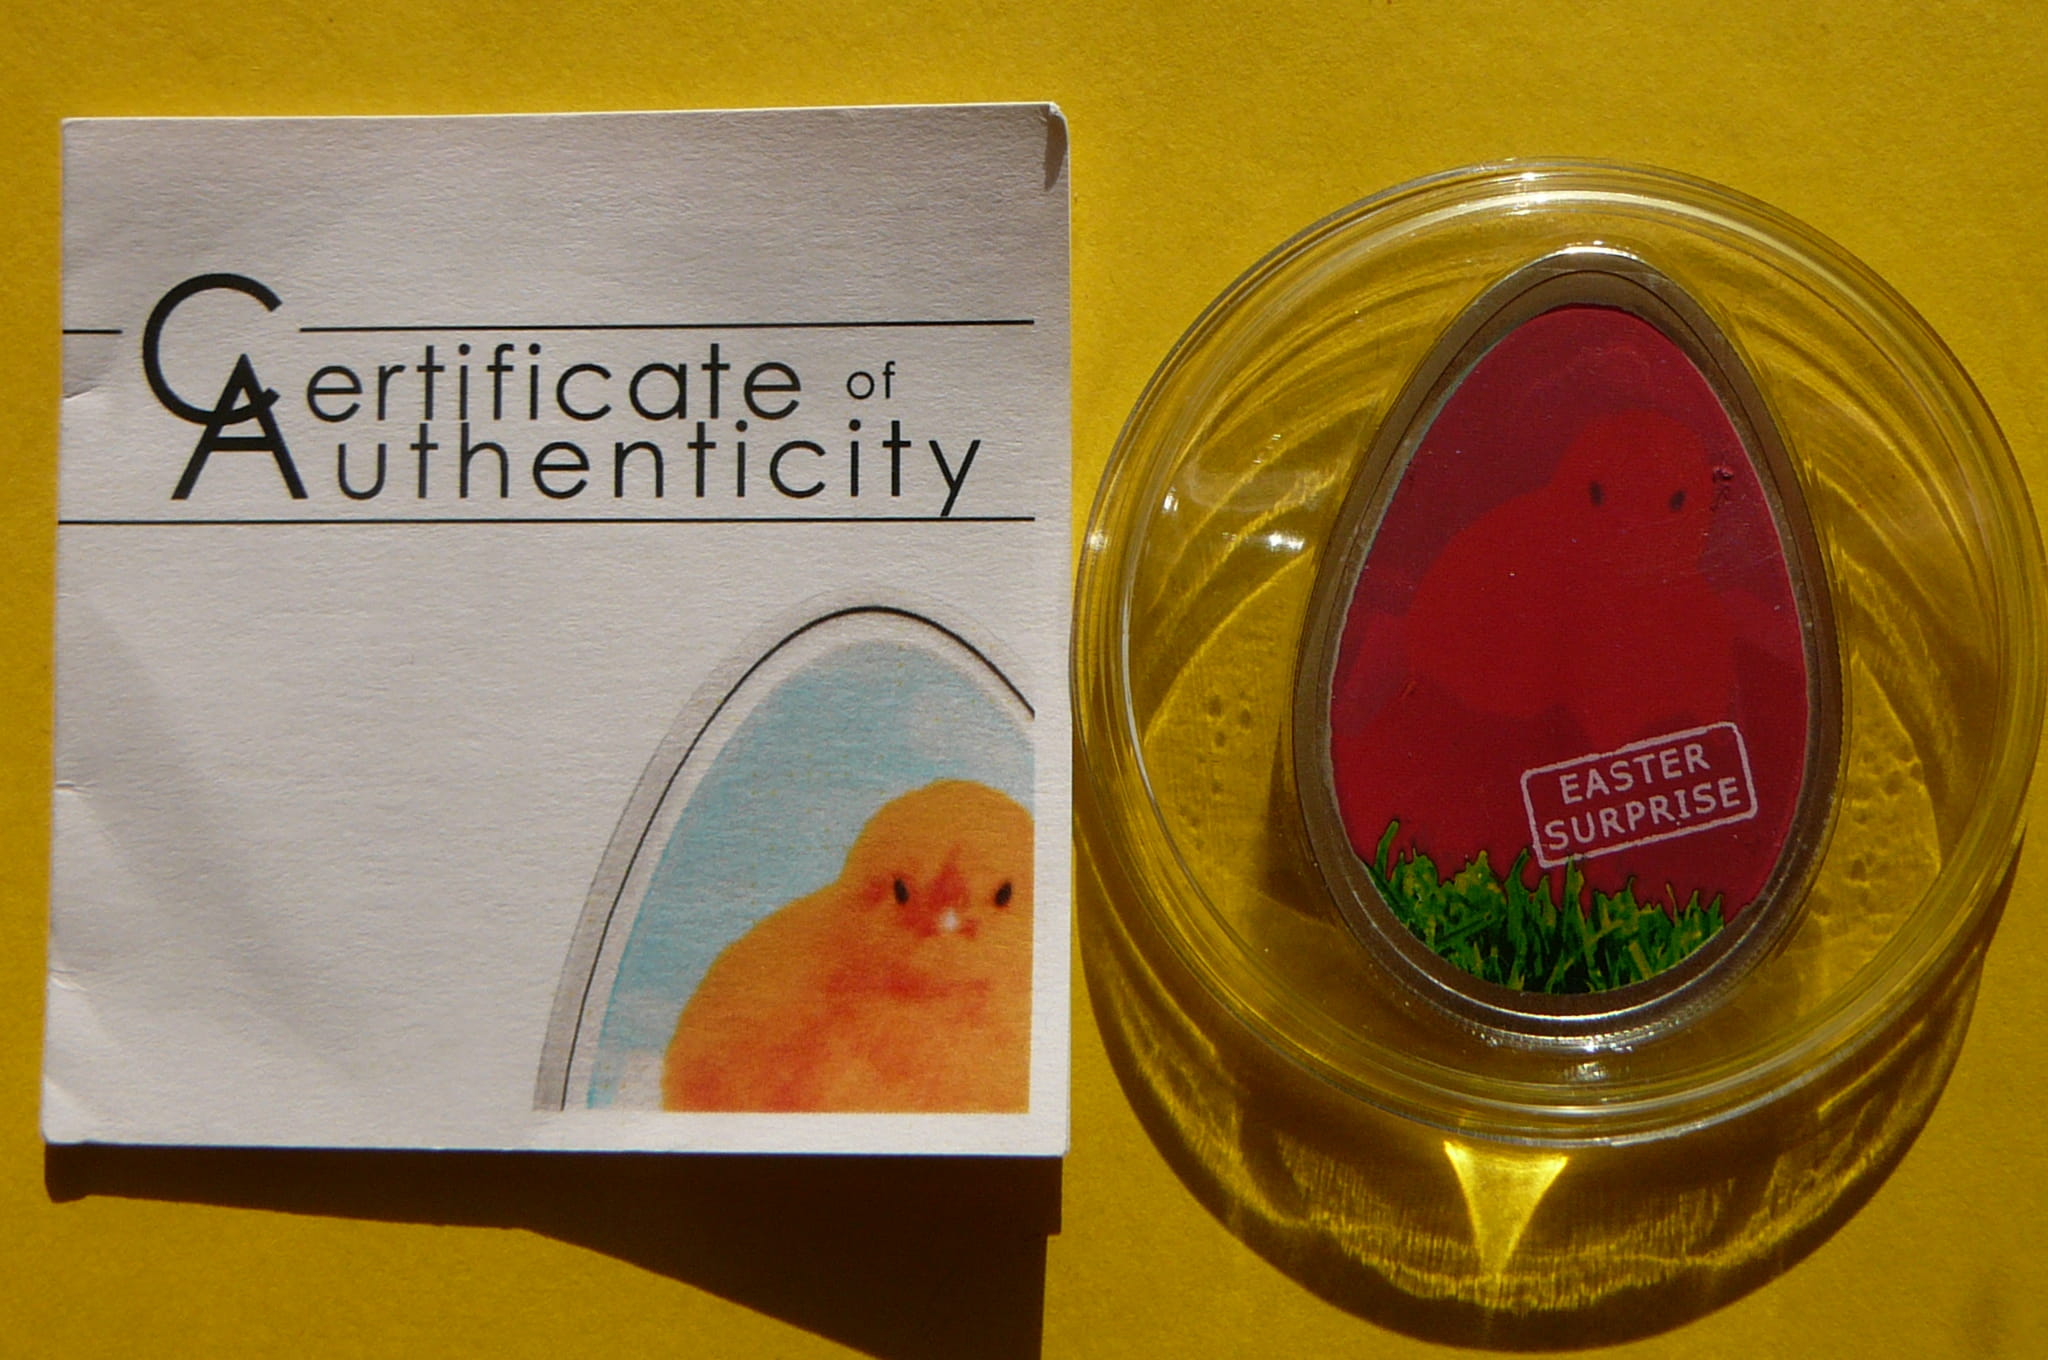 Certificate of
Authenticity
EASTER
SURPRISE